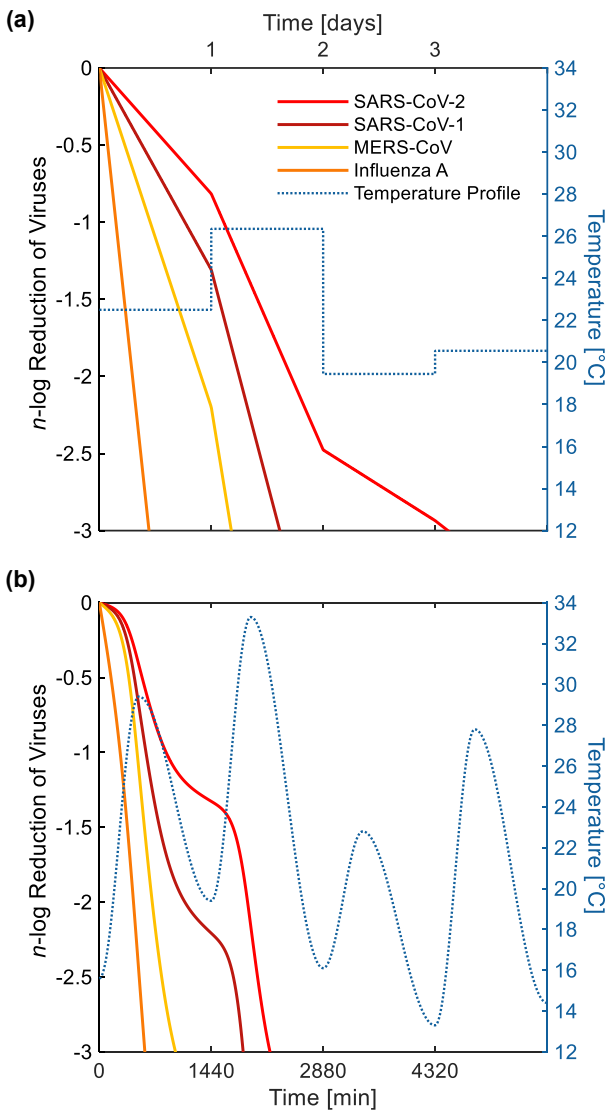 (a)
Time [days]
1 2 3
0
-0.5
-1
-1.5
-2
-2.5
-3
n-log Reduction of Viruses
SARS-CoV-2
SARS-CoV-1
MERS-CoV
Influenza A
Temperature Profile
34
32
30
28
26
24
22
20
18
16
14
12
Temperature [°C]
(b)
0
-0.5
-1
-1.5
-2
-2.5
-3
n-log Reduction of Viruses
34
32
30
28
26
24
22
20
18
16
14
12
Temperature [°C]
0 1440 2880 4320
Time [min]